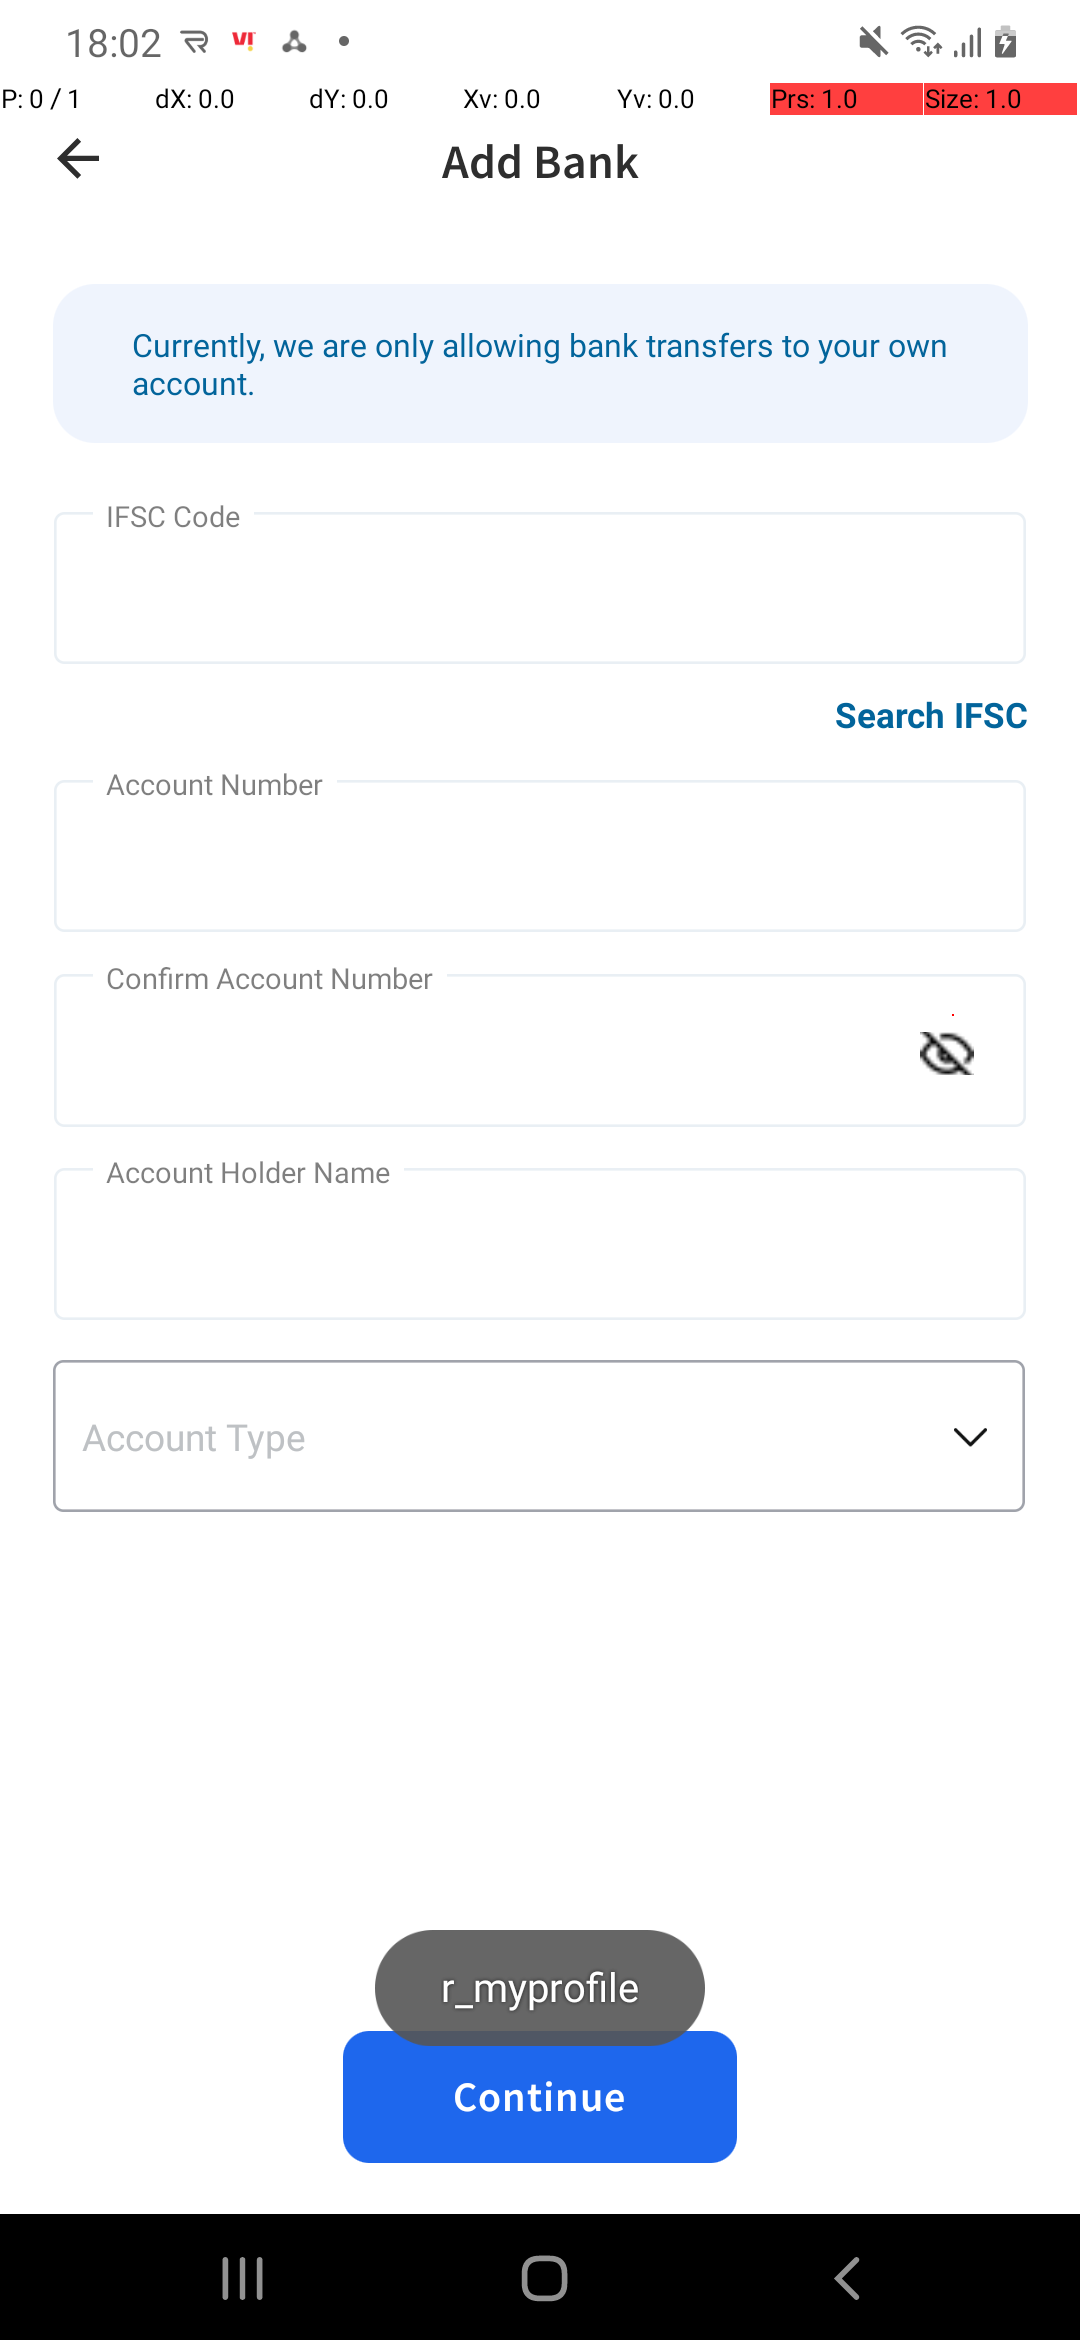 18:02
P: 0 / 1 dX: 0.0 dY: 0.0 Xv: 0.0 Yv: 0.0 Prs: 1.0 Size: 1.0
Add Bank
Currently, we are only allowing bank transfers to your own
account.
IFSC Code
Search IFSC
Account Number
Confirm Account Number
Account Holder Name
Account Type
r_myprofile
Continue